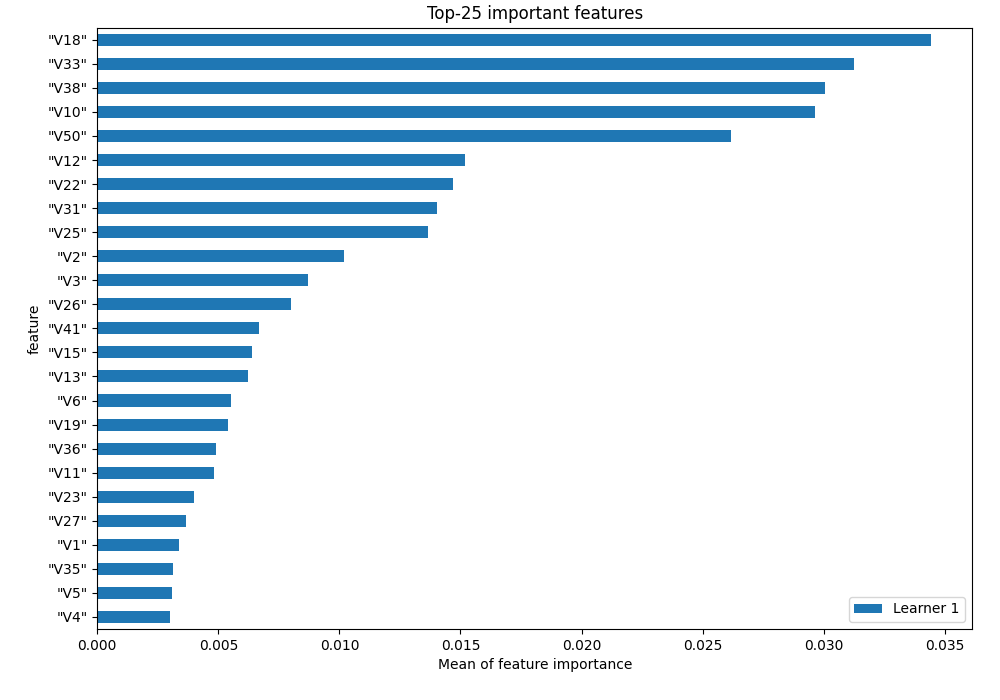 Top-25 important features
"V18"
"V33"
"V38"
"V10"
"V50"
"V12"
"V22"
"V31"
"V25"
"V2"
"V3"
"V26"
"V41"
"V15"
"V13"
"V6"
"V19"
"V36"
"V11"
"V23"
"V27"
"V1"
"V35"
"V5"
"V4"
feature
Learner 1
0.000 0.005 0.010 0.015 0.020 0.025 0.030 0.035
Mean of feature importance